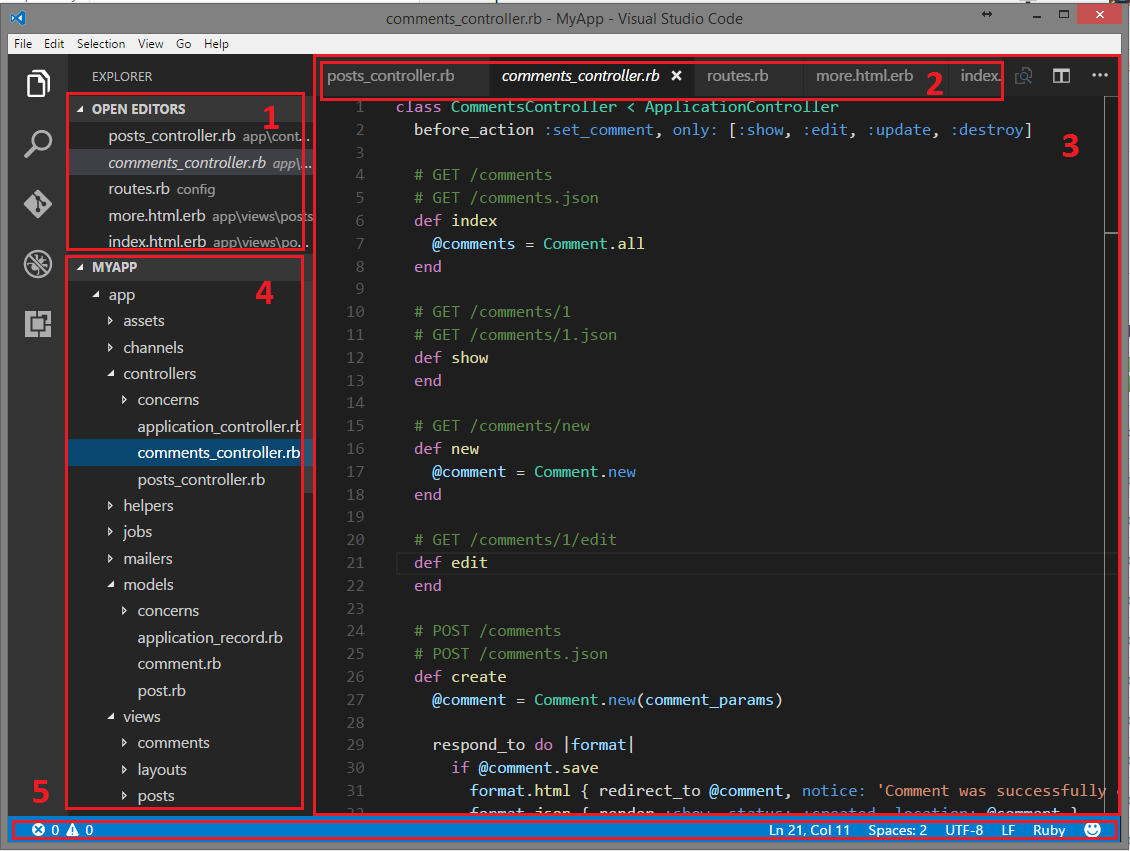 comments_controller.rb - MyApp - Visual Studio Code
File Edit Selection View Go Help
EXPLORER
OPEN EDITORS
1
posts_controller.rb app\cont...
comments_controller.rb app\...
routes.rb config
more.html.erb app\views\posts
index.html.erb app\views\po...
MYAPP
4
app
assets
channels
controllers
concerns
application_controller.rb
comments_controller.rb
posts_controller.rb
helpers
jobs
mailers
models
concerns
application_record.rb
comment.rb
post.rb
views
comments
layouts
posts
5
posts_controller.rb comments_controller.rb routes.rb more.html.erb index.
2
3
1 class CommentsController < ApplicationController
2 before_action :set_comment, only: [:show, :edit, :update, :destroy]
3
4 # GET /comments
5 # GET /comments.json
6 def index
7 @comments = Comment.all
8 end
9
10 # GET /comments/1
11 # GET /comments/1.json
12 def show
13 end
14
15 # GET /comments/new
16 def new
17 @comment = Comment.new
18 end
19
20 # GET /comments/1/edit
21 def edit
22 end
23
24 # POST /comments
25 # POST /comments.json
26 def create
27 @comment = Comment.new(comment_params)
28
29 respond_to do |format|
30 if @comment.save
31 format.html { redirect_to @comment, notice: 'Comment was successfully
32 format.json { render :show, status: :created, location: @comment }
0 0 Ln 21, Col 11 Spaces: 2 UTF-8 LF Ruby